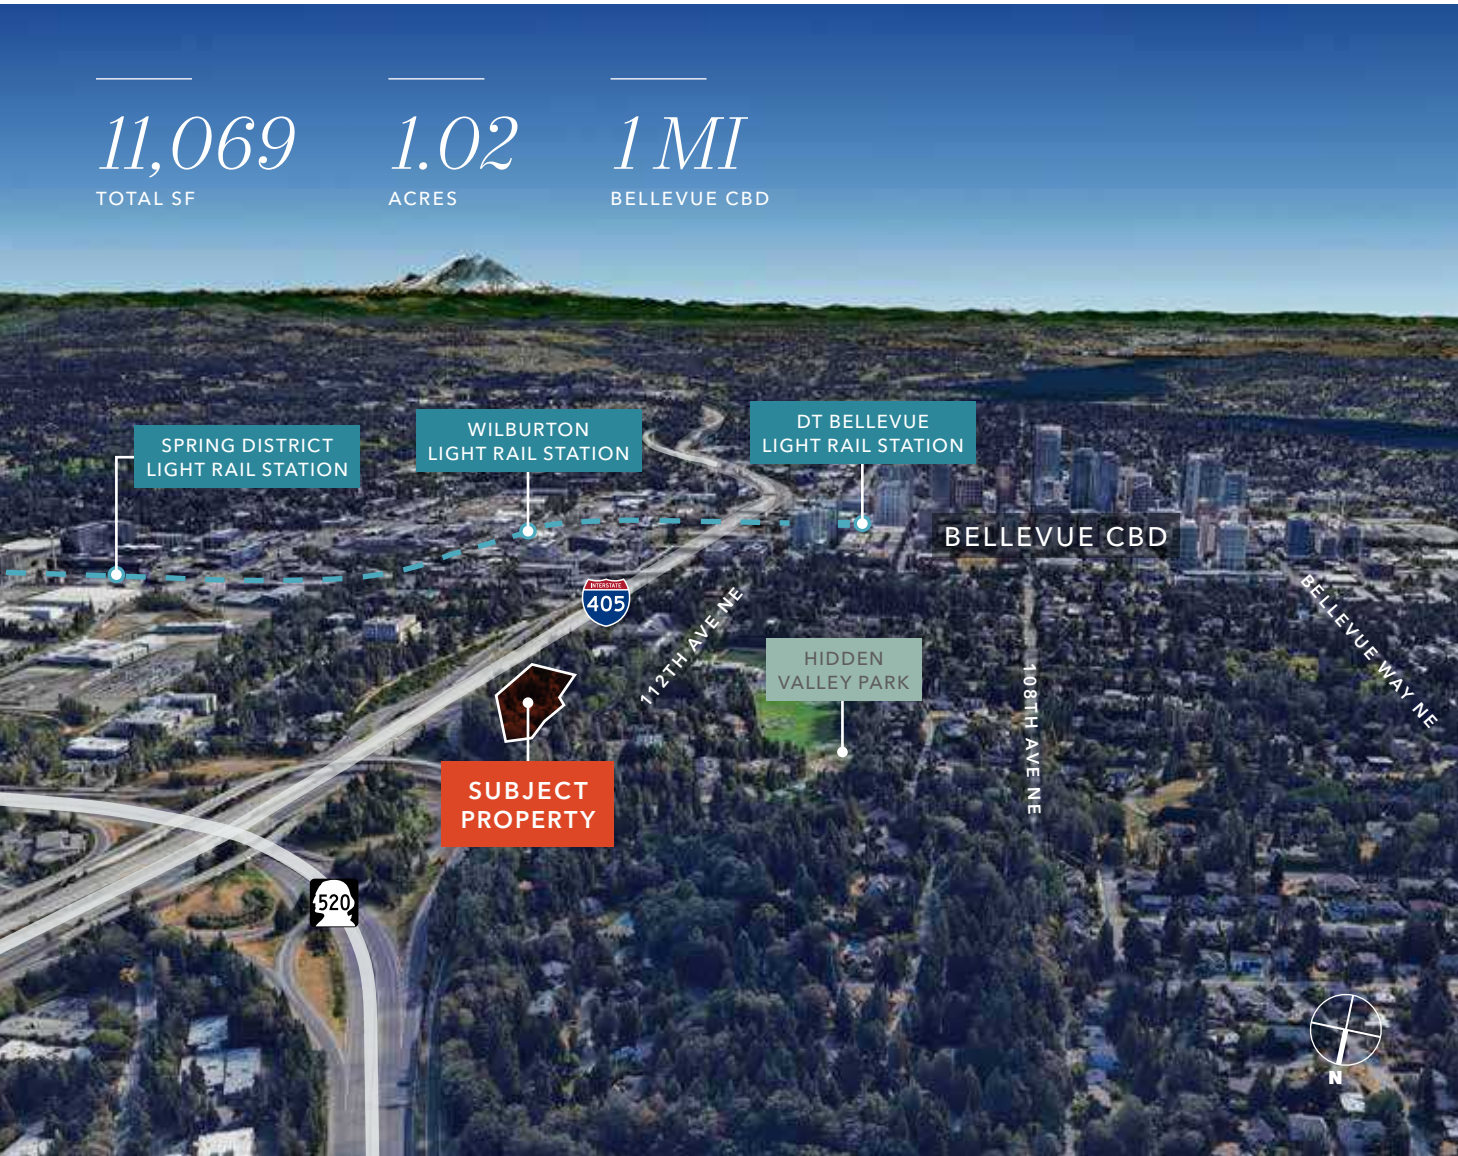 11,069
TOTAL SF
1.02
ACRES
1 MI
BELLEVUE CBD
SPRING DISTRICT
LIGHT RAIL STATION
WILBURTON
LIGHT RAIL STATION
DT BELLEVUE
LIGHT RAIL STATION
BELLEVUE CBD
INTERSTATE
405
112TH AVE NE
HIDDEN
VALLEY PARK
108TH AVE NE
BELLEVUE WAY NE
SUBJECT
PROPERTY
520
N